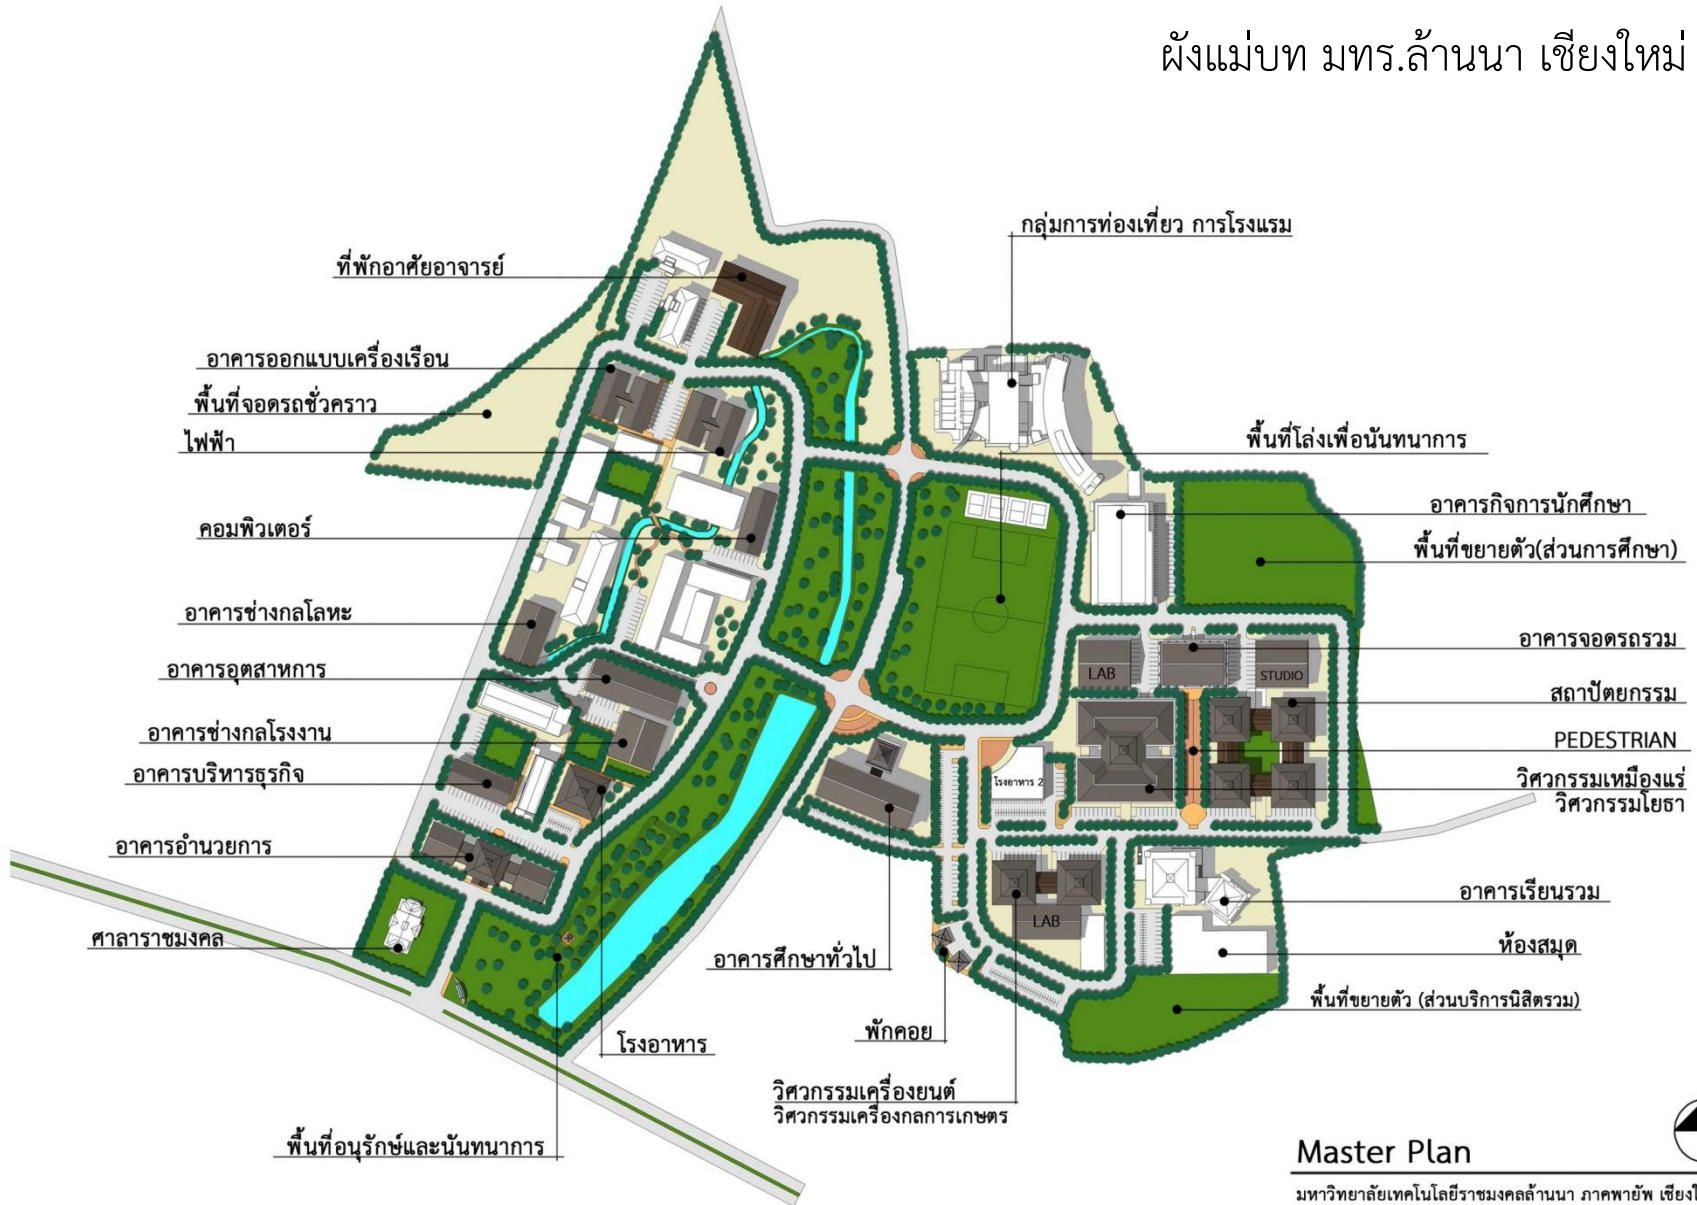 ผังแม่บท มทร.ล้านนา เชียงใหม่
กลุ่มการท่องเที่ยว การโรงแรม
ที่พักอาศัยอาจารย์
อาคารออกแบบเครื่องเรือน
พื้นที่จอดรถชั่วคราว
ไฟฟ้า
พื้นที่โล่งเพื่อนันทนาการ
อาคารกิจการนักศึกษา
คอมพิวเตอร์
พื้นที่ขยายตัว(ส่วนการศึกษา)
อาคารช่างกลโลหะ
อาคารจอดรถรวม
อาคารอุตสาหการ
LAB
STUDIO
สถาปัตยกรรม
อาคารช่างกลโรงงาน
PEDESTRIAN
อาคารบริหารธุรกิจ
โรงอาหาร 2
วิศวกรรมเหมืองแร่
วิศวกรรมโยธา
อาคารอำนวยการ
อาคารเรียนรวม
LAB
ศาลาราชมงคล
ห้องสมุด
อาคารศึกษาทั่วไป
พื้นที่ขยายตัว (ส่วนบริการนิสิตรวม)
พักคอย
โรงอาหาร
วิศวกรรมเครื่องยนต์
วิศวกรรมเครื่องกลการเกษตร
พื้นที่อนุรักษ์และนันทนาการ
Master Plan
มหาวิทยาลัยเทคโนโลยีราชมงคลล้านนา ภาคพายัพ